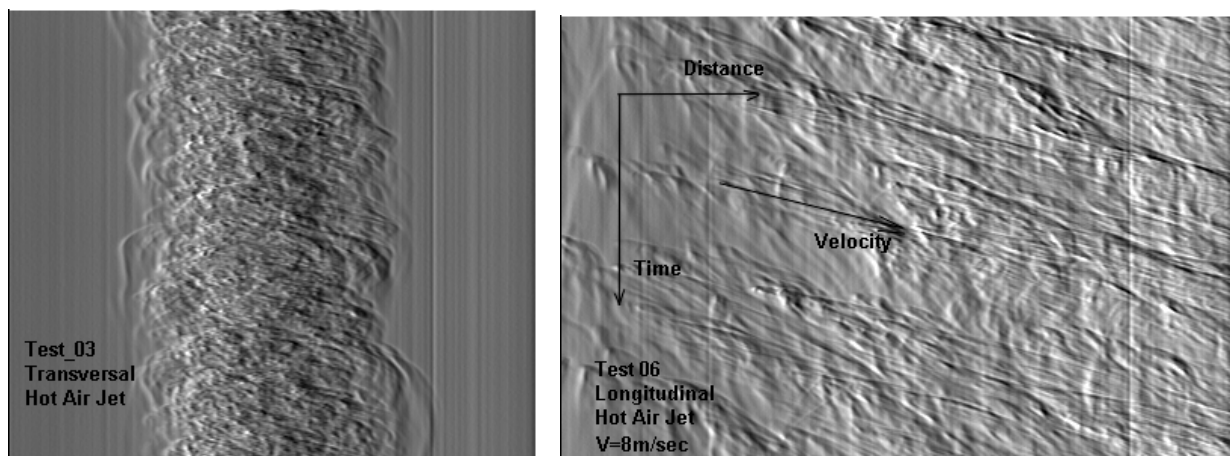 Test_03
Transversal
Hot Air Jet
Distance
Velocity
Time
Test 06
Longitudinal
Hot Air Jet
V=8m/sec